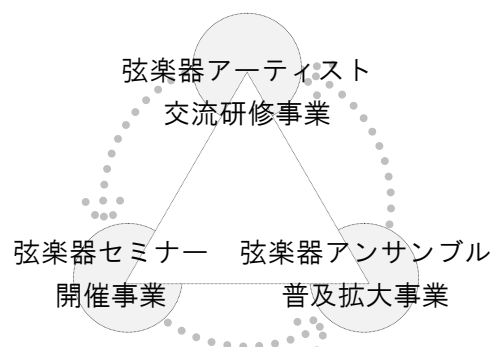 弦楽器アーティスト
交流研修事業
弦楽器セミナー
開催事業
弦楽器アンサンブル
普及拡大事業